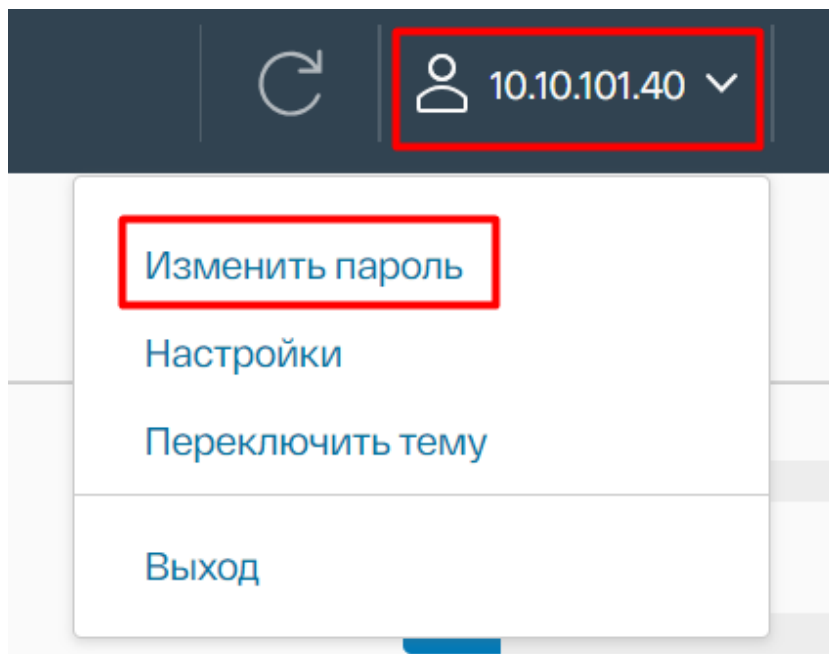 10.10.101.40
Изменить пароль
Настройки
Переключить тему
Выход